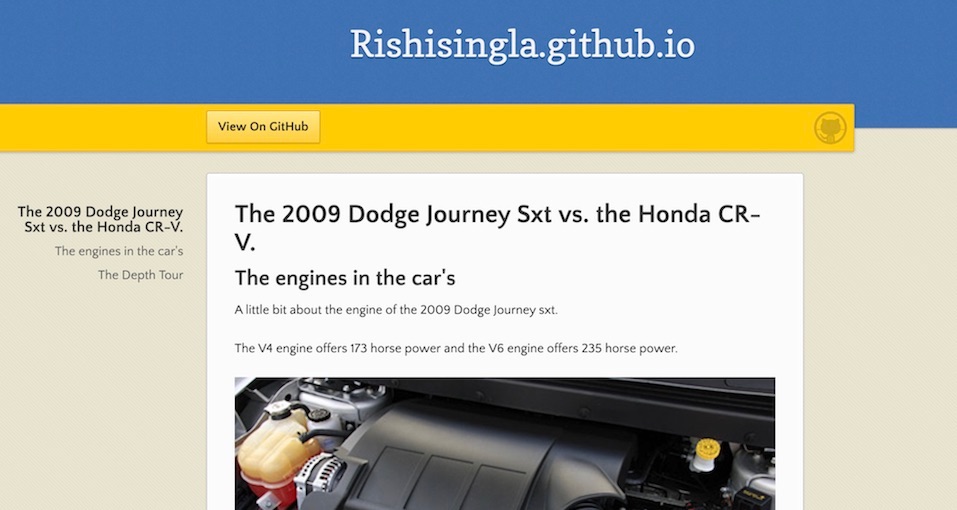 Rishisingla.github.io
View On GitHub
The 2009 Dodge Journey
Sxt vs. the Honda CR-V.
The engines in the car's
The Depth Tour
The 2009 Dodge Journey Sxt vs. the Honda CR-
V.
The engines in the car's
A little bit about the engine of the 2009 Dodge Journey sxt.
The V4 engine offers 173 horse power and the V6 engine offers 235 horse power.